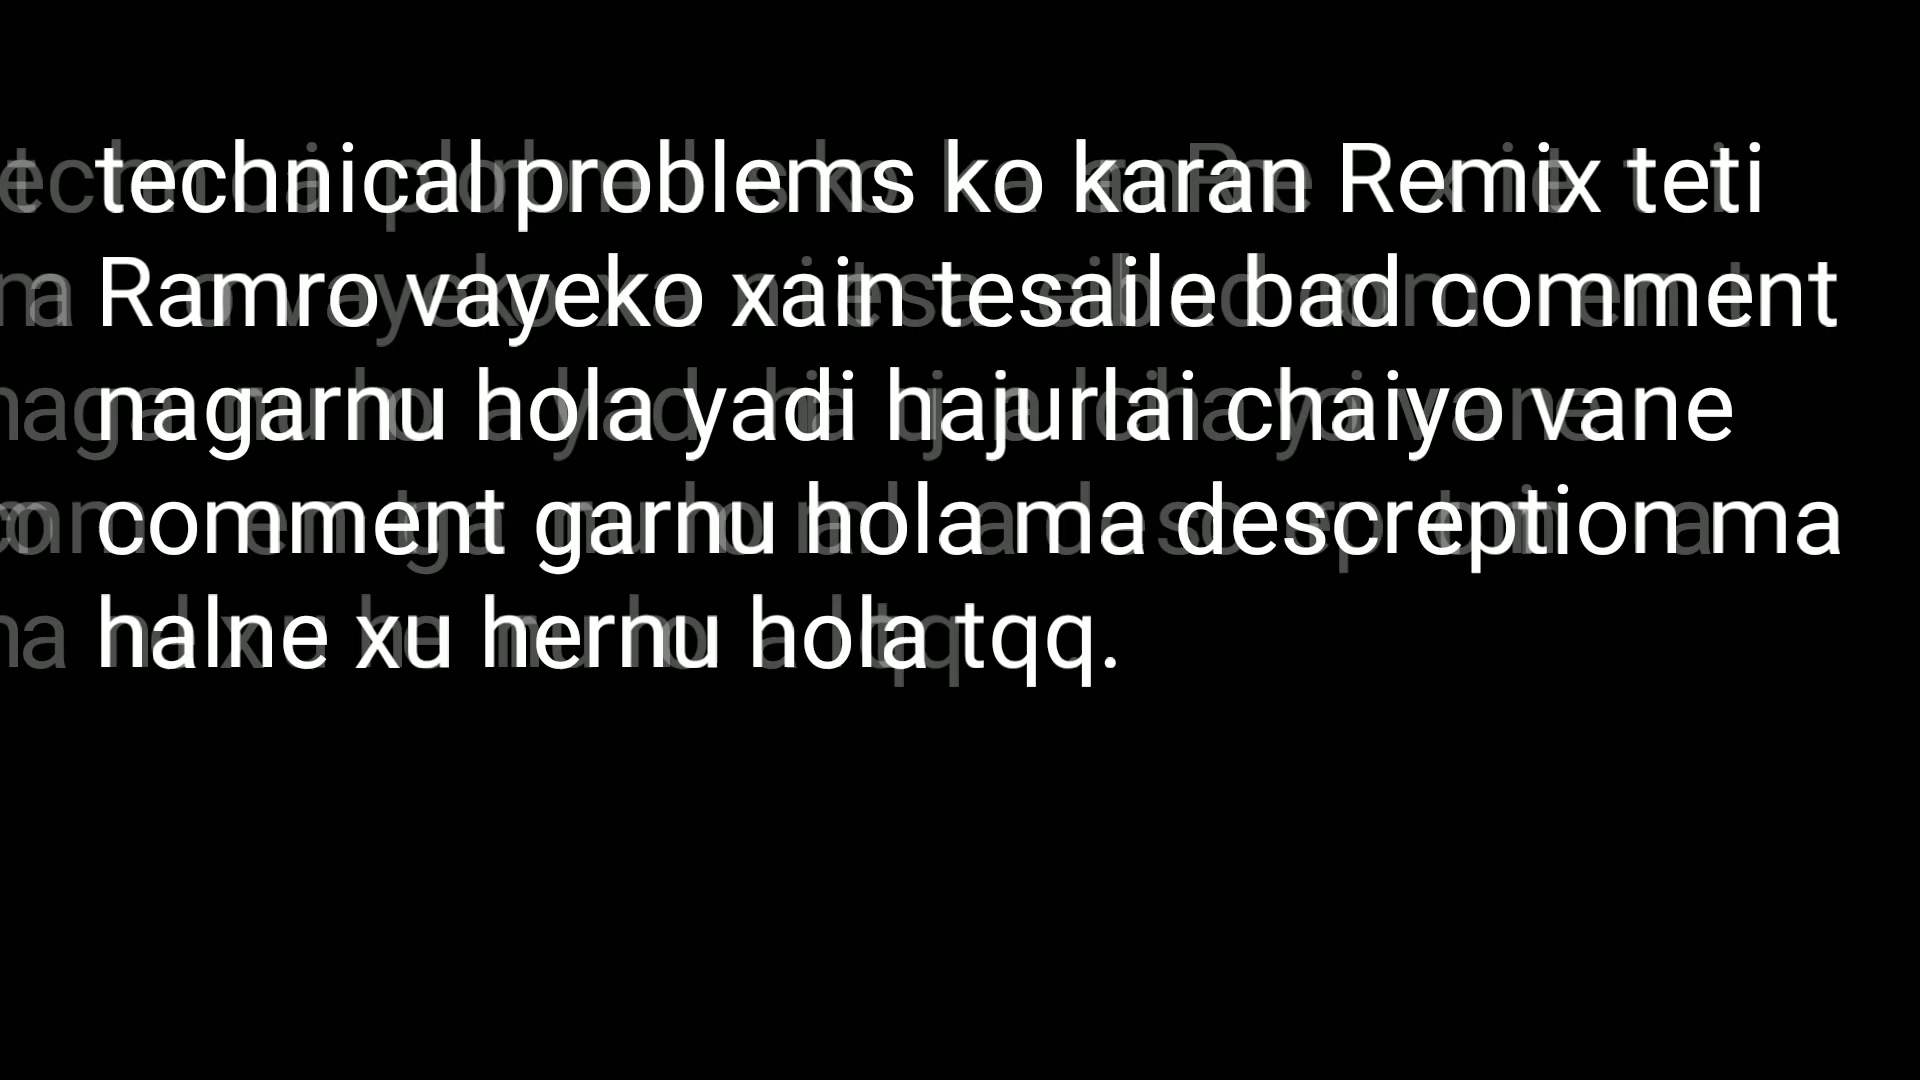 technical problems ko karan Remix teti
Ramro vayeko xain tesaile bad comment
nagarnu hola yadi hajurlai chaiyo vane
comment garnu hola ma descreption ma
halne xu hernu hola tqq.